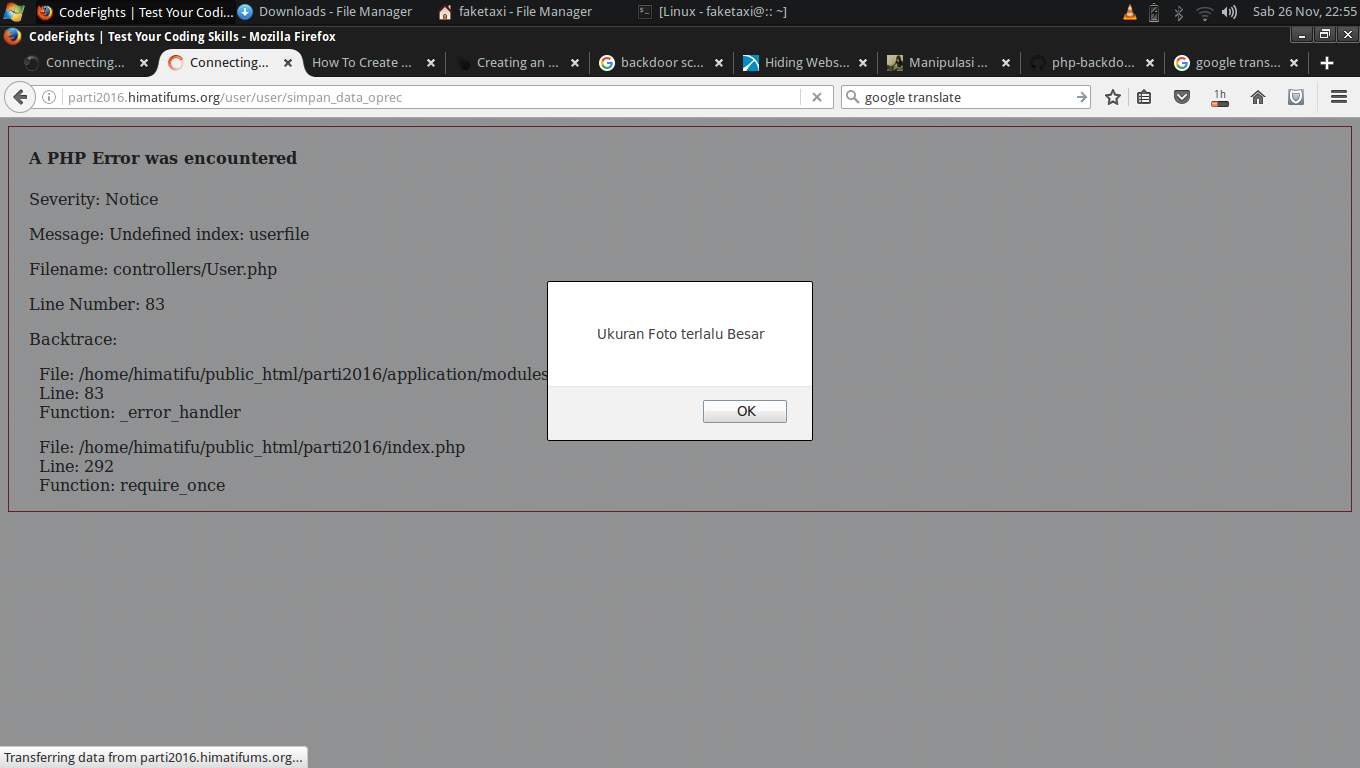 CodeFights | Test Your Codi...
Downloads - File Manager
faketaxi - File Manager
[Linux - faketaxi@:: ~]
Sab 26 Nov, 22:55
CodeFights | Test Your Coding Skills - Mozilla Firefox
Connecting...
Connecting...
How To Create ...
Creating an ...
backdoor sc...
Hiding Webs...
Manipulasi ...
php-backdo...
google trans...
parti2016.himatifums.org/user/user/simpan_data_oprec
google translate
1h
A PHP Error was encountered
Severity: Notice
Message: Undefined index: userfile
Filename: controllers/User.php
Line Number: 83
Backtrace:
File: /home/himatifu/public_html/parti2016/application/modules
Line: 83
Function: _error_handler
File: /home/himatifu/public_html/parti2016/index.php
Line: 292
Function: require_once
Ukuran Foto terlalu Besar
OK
Transferring data from parti2016.himatifums.org...